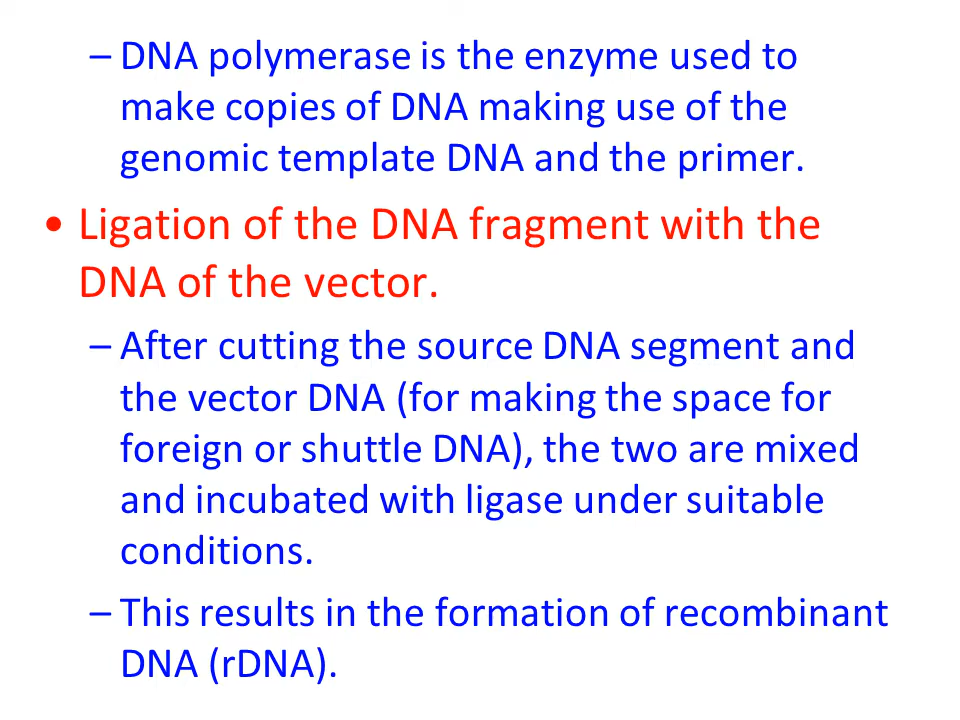 – DNA polymerase is the enzyme used to
make copies of DNA making use of the
genomic template DNA and the primer.
• Ligation of the DNA fragment with the
DNA of the vector.
– After cutting the source DNA segment and
the vector DNA (for making the space for
foreign or shuttle DNA), the two are mixed
and incubated with ligase under suitable
conditions.
– This results in the formation of recombinant
DNA (rDNA).